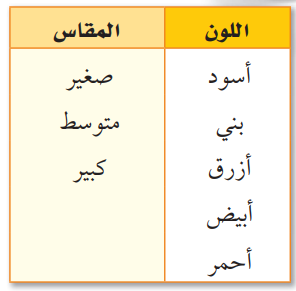 اللون المقاس
أسود صغير
بني متوسط
أزرق كبير
أبيض
أحمر